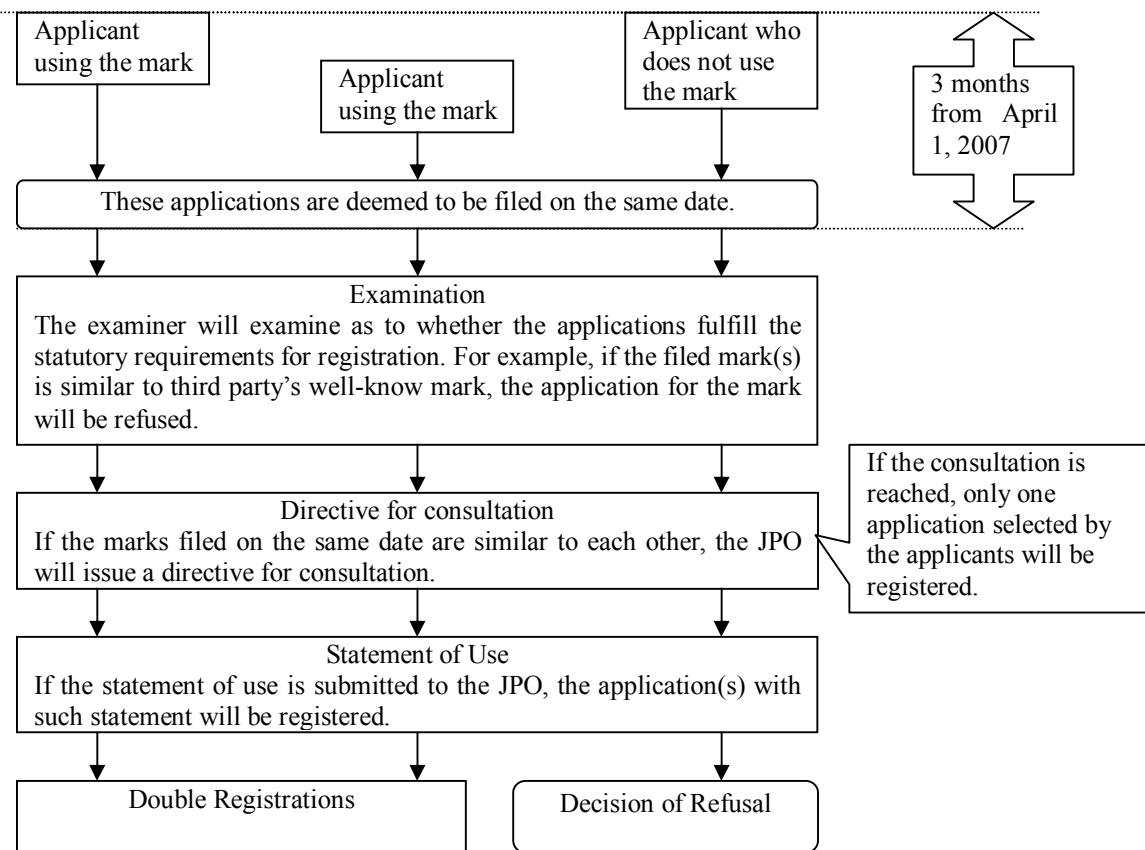 Applicant
using the mark
Applicant
using the mark
Applicant who
does not use
the mark
3 months
from April
1, 2007
These applications are deemed to be filed on the same date.
Examination
The examiner will examine as to whether the applications fulfill the
statutory requirements for registration. For example, if the filed mark(s)
is similar to third party's well-know mark, the application for the mark
will be refused.
Directive for consultation
If the marks filed on the same date are similar to each other, the JPO
will issue a directive for consultation.
If the consultation is
reached, only one
application selected by
the applicants will be
registered.
Statement of Use
If the statement of use is submitted to the JPO, the application(s) with
such statement will be registered.
Double Registrations
Decision of Refusal